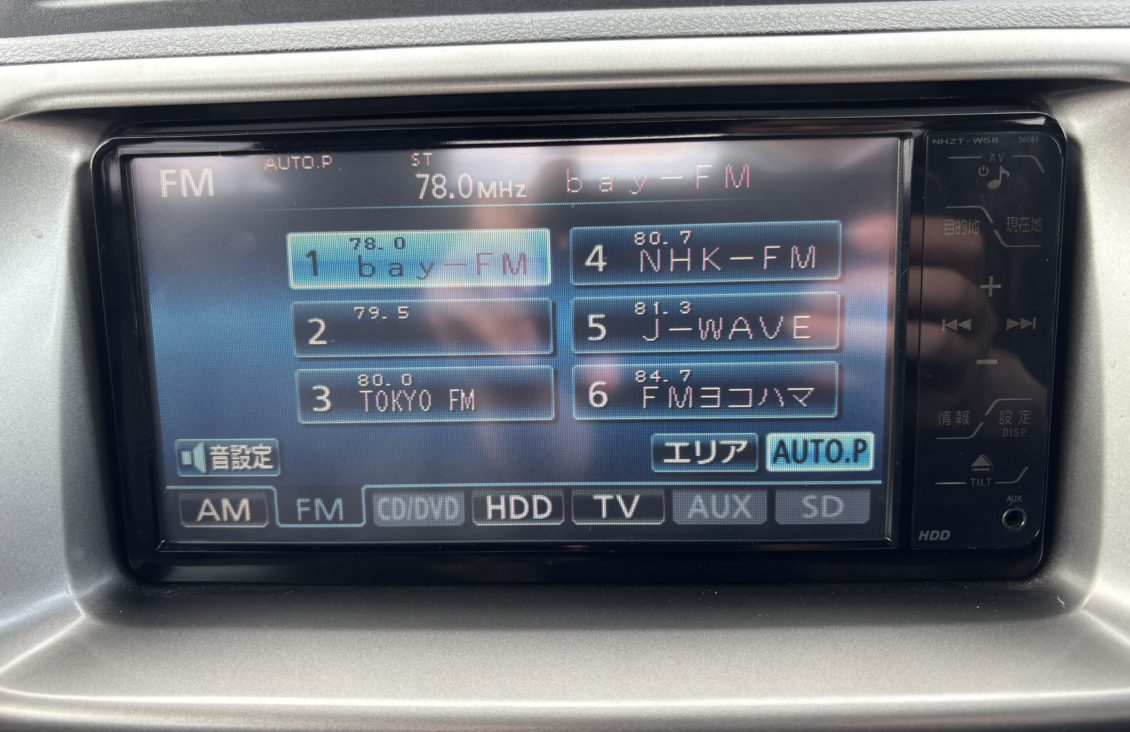 FM AUTO.P. ST 78.0MHz bay-FM
1 78.0 bay-FM
2 79.5
3 80.0 TOKYO FM
4 80.7 NHK-FM
5 81.3 J-WAVE
6 84.7 FMヨコハマ
音設定 エリア AUTO.P
AM FM CD/DVD HDD TV AUX SD
NHZT-W58
AV
目的地 現在地
+
-
情報 設定
DISP.
TILT
AUX
HDD